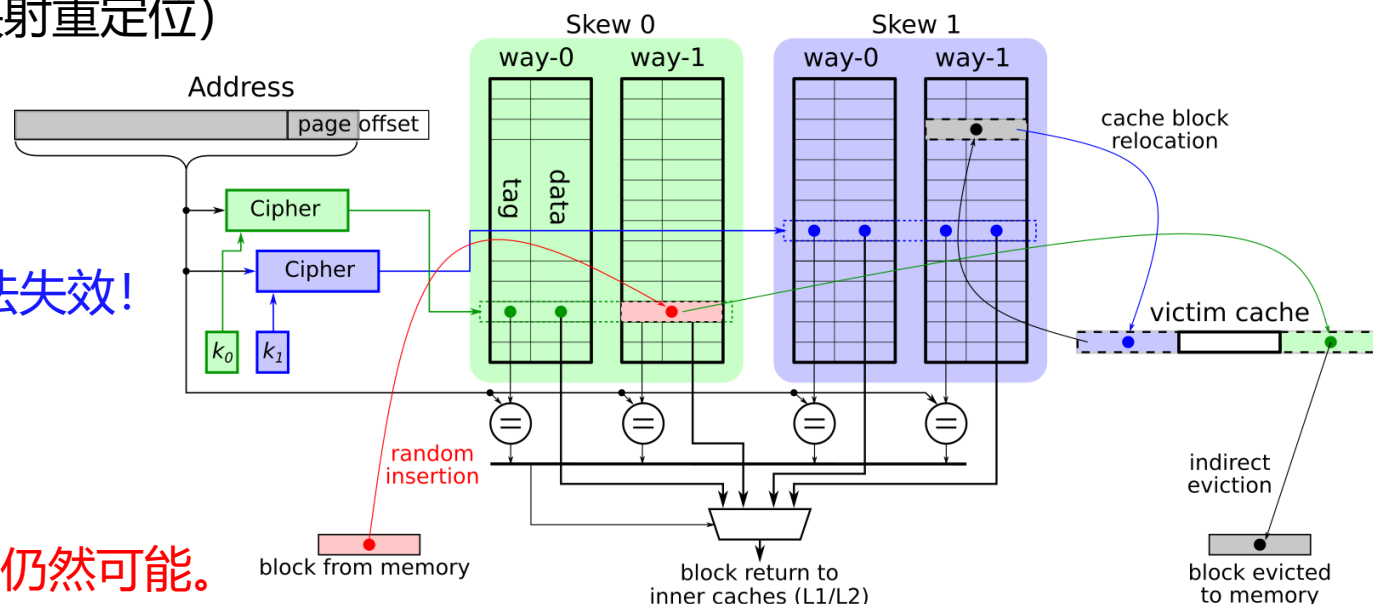 射重定位）
Skew 0
Skew 1
way-0
way-1
way-0
way-1
Address
page offset
cache block
relocation
Cipher
tag
data
Cipher
法失效！
k0
k1
victim cache
random
insertion
indirect
eviction
仍然可能。
block from memory
block return to
inner caches (L1/L2)
block evicted
to memory